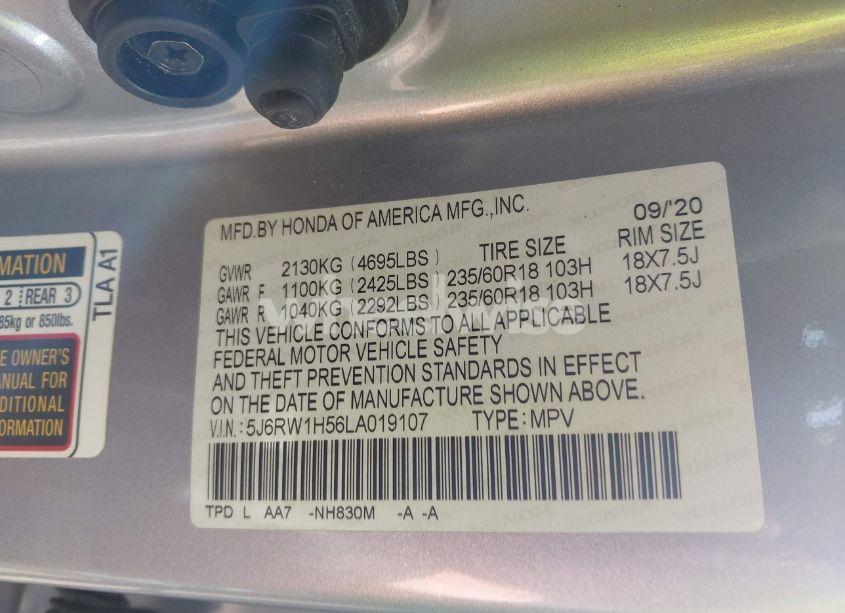 MFD.BY HONDA OF AMERICA MFG.,INC. 09/'20
TIRE SIZE RIM SIZE
GVWR 2130KG (4695LBS)
GAWR F 1100KG (2425LBS) 235/60R18 103H 18X7.5J
GAWR R 1040KG (2292LBS) 235/60R18 103H 18X7.5J
THIS VEHICLE CONFORMS TO ALL APPLICABLE
FEDERAL MOTOR VEHICLE SAFETY
AND THEFT PREVENTION STANDARDS IN EFFECT
ON THE DATE OF MANUFACTURE SHOWN ABOVE.
V.I.N.: 5J6RW1H56LA019107 TYPE: MPV
TPD L AA7 -NH830M -A -A
MATION
2 REAR 3
85kg or 850lbs.
E OWNER'S
ANUAL FOR
DDITIONAL
FORMATION
TLA A1